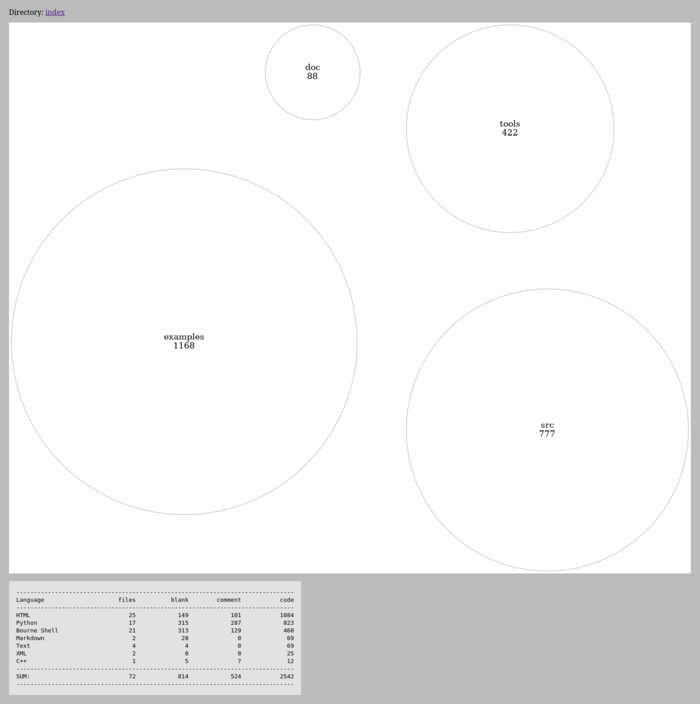 Directory: index
doc
88
tools
422
examples
1168
src
777
--------------------------------------------------------------------------------
Language files blank comment code
--------------------------------------------------------------------------------
HTML 25 149 101 1084
Python 17 315 287 823
Bourne Shell 21 313 129 460
Markdown 2 28 0 69
Text 4 4 0 69
XML 2 0 0 25
C++ 1 5 7 12
--------------------------------------------------------------------------------
SUM: 72 814 524 2542
--------------------------------------------------------------------------------